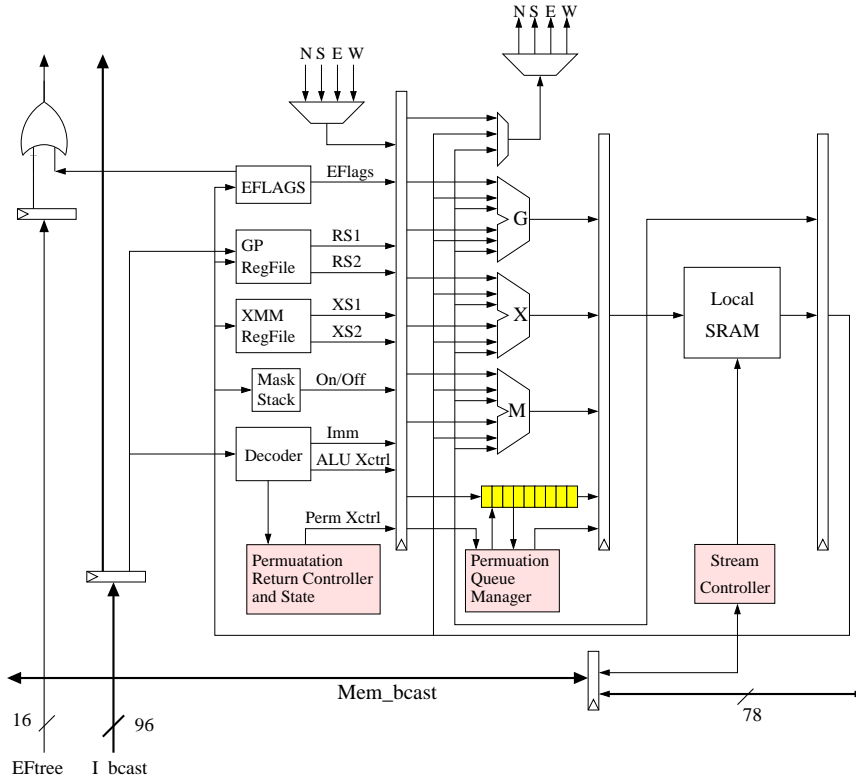 N S E W
N S E W
EFLAGS
EFlags
G
GP
RegFile
RS1
RS2
XMM
RegFile
XS1
XS2
X
Local
SRAM
Mask
Stack
On/Off
M
Decoder
Imm
ALU Xctrl
Perm Xctrl
Permuatation
Return Controller
and State
Permuation
Queue
Manager
Stream
Controller
Mem_bcast
16
96
78
EFtree
I_bcast